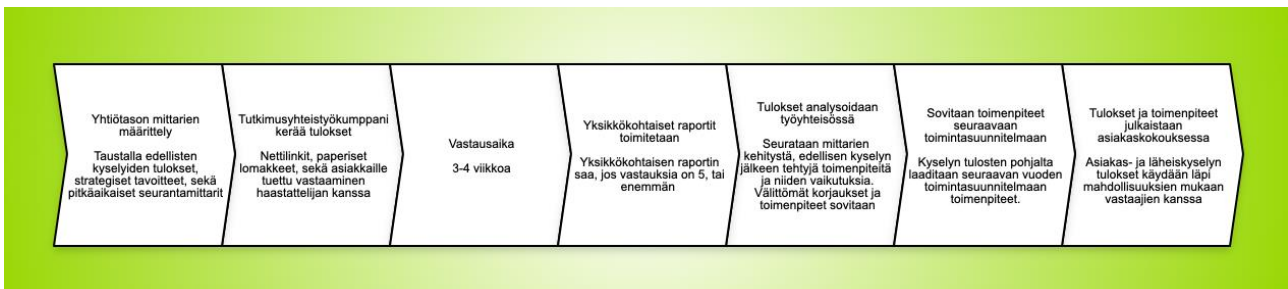 Yhtiötason mittarien
määrittely
Taustalla edellisten
kyselyiden tulokset,
strategiset tavoitteet, sekä
pitkäaikaiset seurantamittarit
Tutkimusyhteistyökumppani
kerää tulokset
Nettilinkit, paperiset
lomakkeet, sekä asiakkaille
tuettu vastaaminen
haastattelijan kanssa
Vastausaika
3-4 viikkoa
Yksikkökohtaiset raportit
toimitetaan
Yksikkökohtaisen raportin
saa, jos vastauksia on 5, tai
enemmän
Tulokset analysoidaan
työyhteisössä
Seurataan mittarien
kehitystä, edellisen kyselyn
jälkeen tehtyjä toimenpiteitä
ja niiden vaikutuksia.
Välittömät korjaukset ja
toimenpiteet sovitaan
Sovitaan toimenpiteet
seuraavaan
toimintasuunnitelmaan
Kyselyn tulosten pohjalta
laaditaan seuraavan vuoden
toimintasuunnitelmaan
toimenpiteet.
Tulokset ja toimenpiteet
julkaistaan
asiakaskokouksessa
Asiakas- ja läheiskyselyn
tulokset käydään läpi
mahdollisuuksien mukaan
vastaajien kanssa